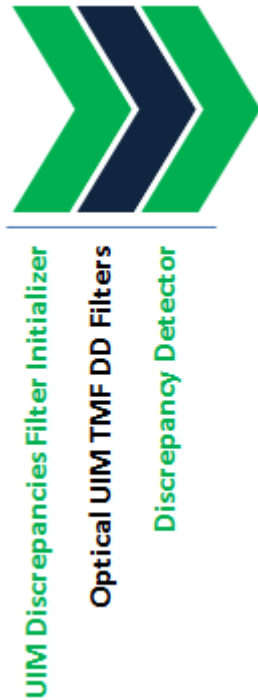 UIM Discrepancies Filter Initializer
Optical UIM TMF DD Filters
Discrepancy Detector